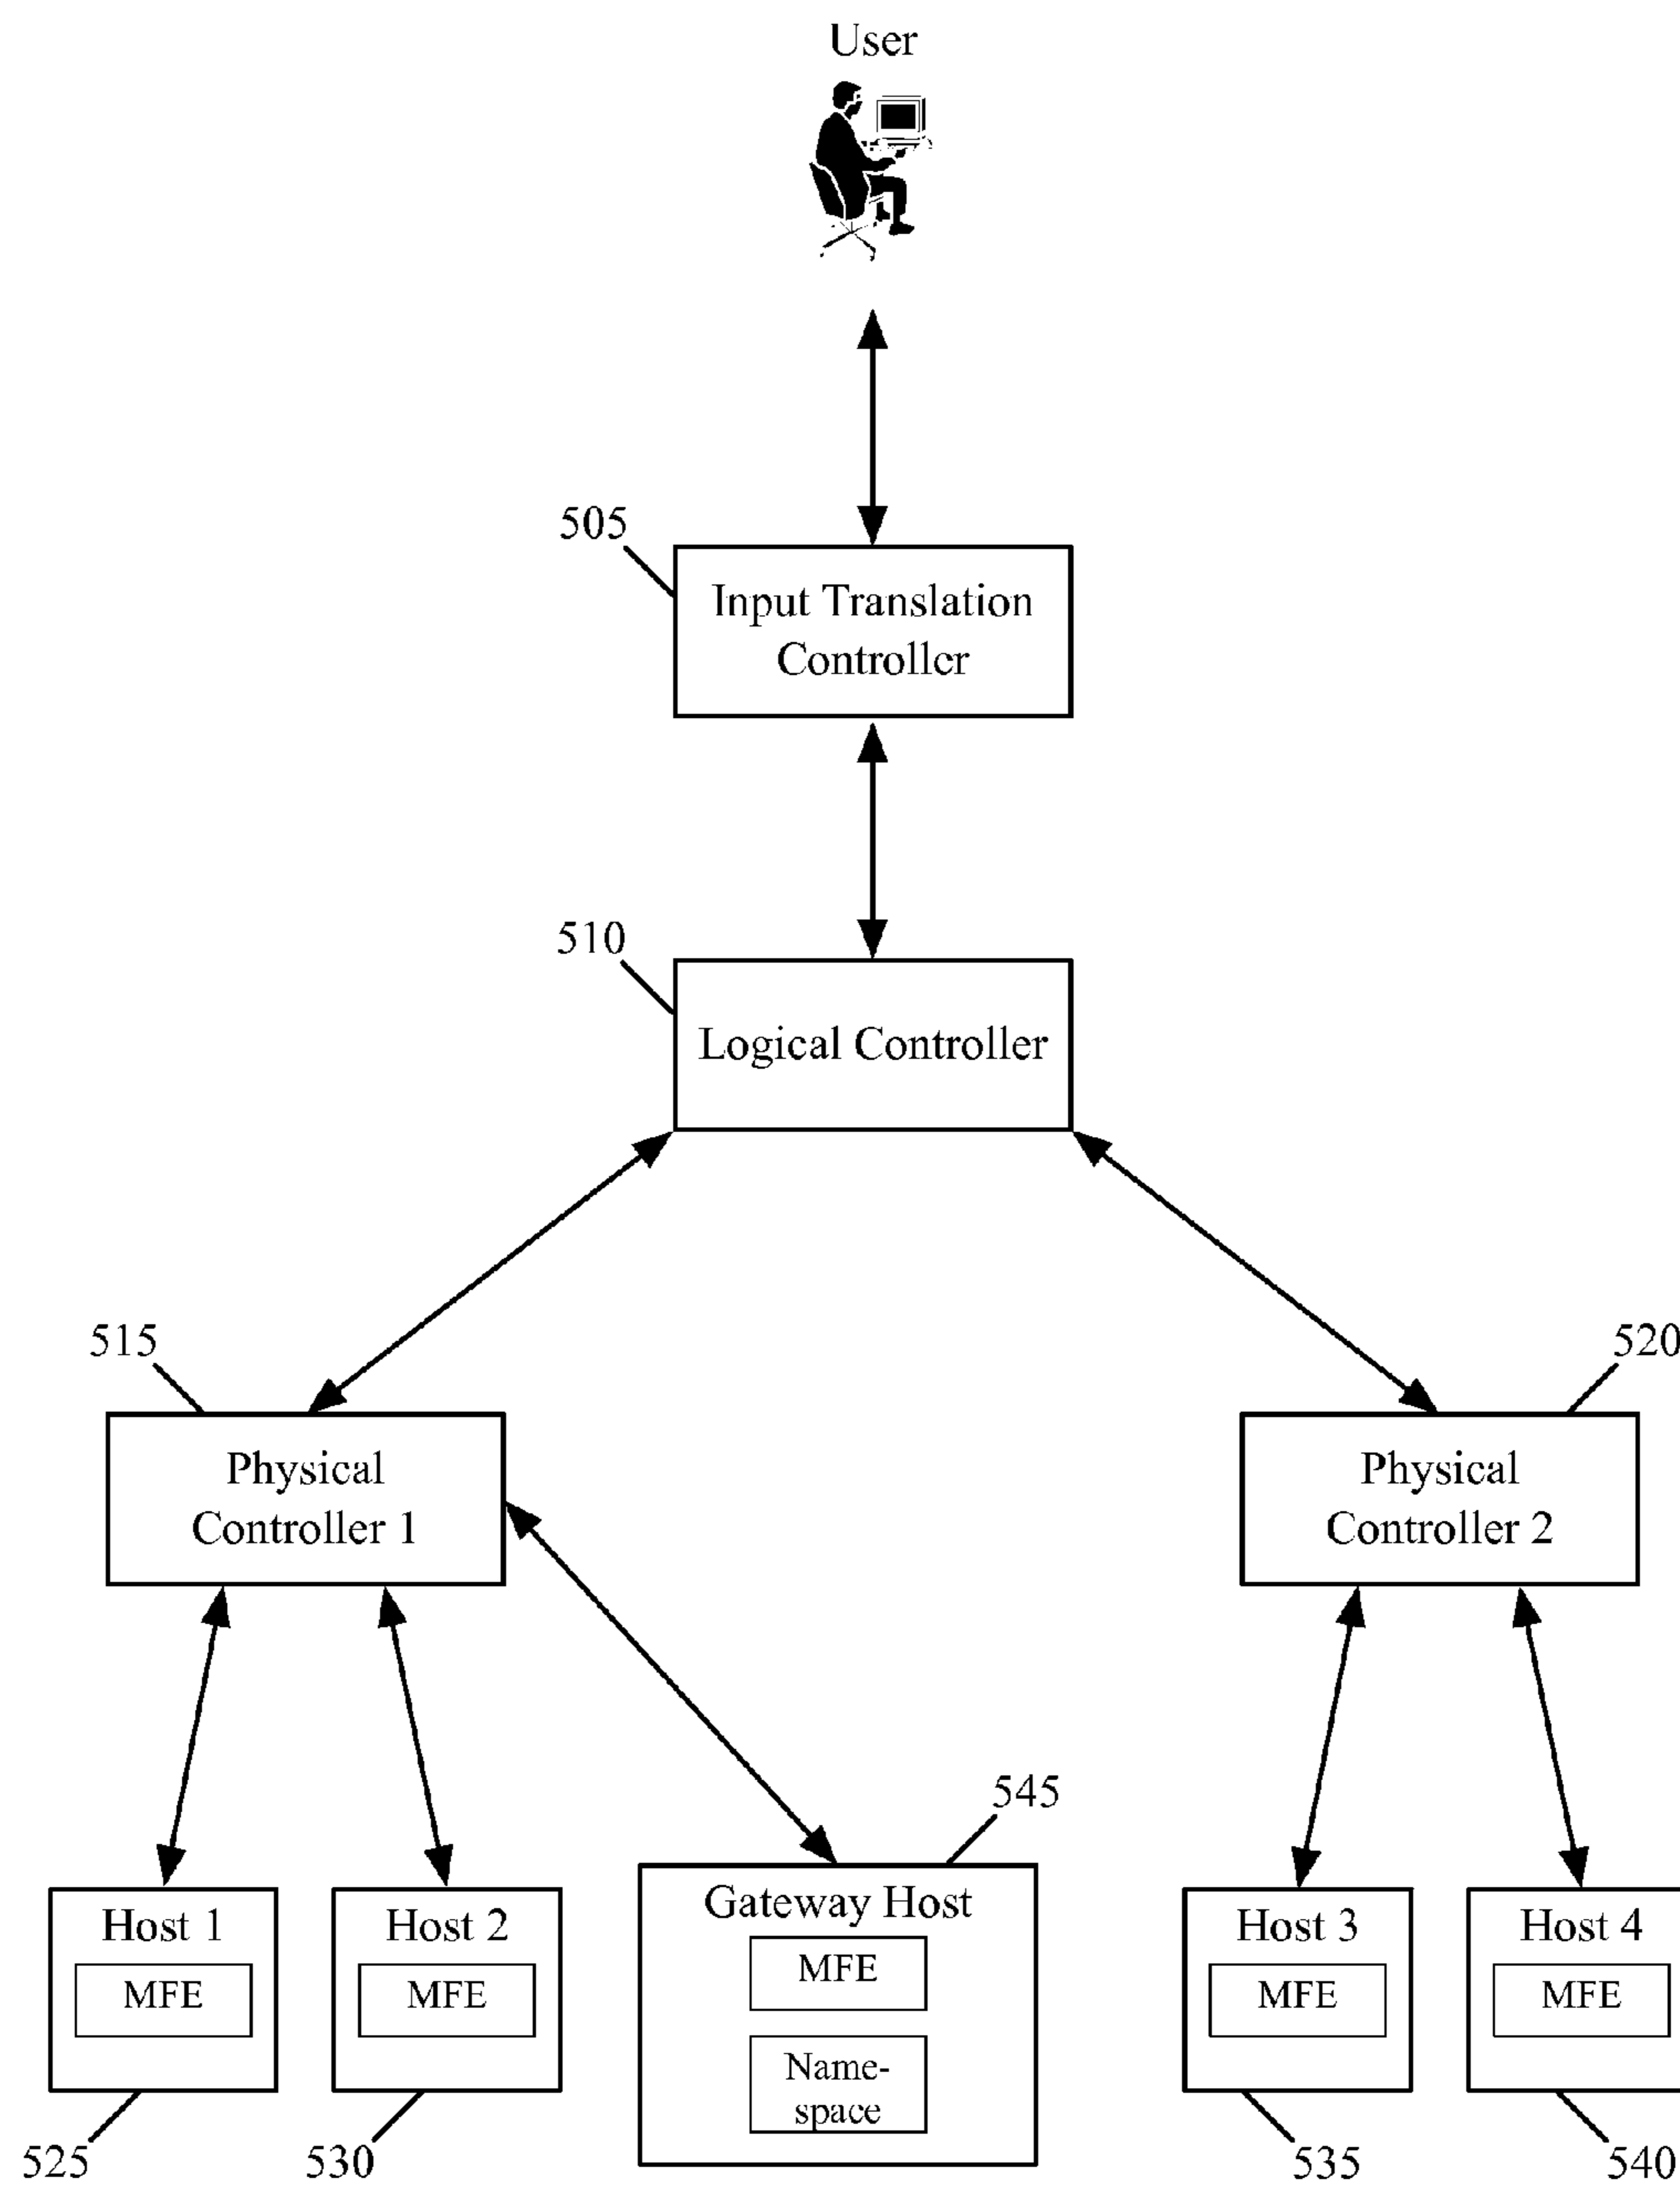 User
505
Input Translation
Controller
510
Logical Controller
515
520
Physical
Controller 1
Physical
Controller 2
545
Host 1
MFE
Host 2
MFE
Gateway Host
MFE
Name-
space
Host 3
MFE
Host 4
MFE
525
530
535
540